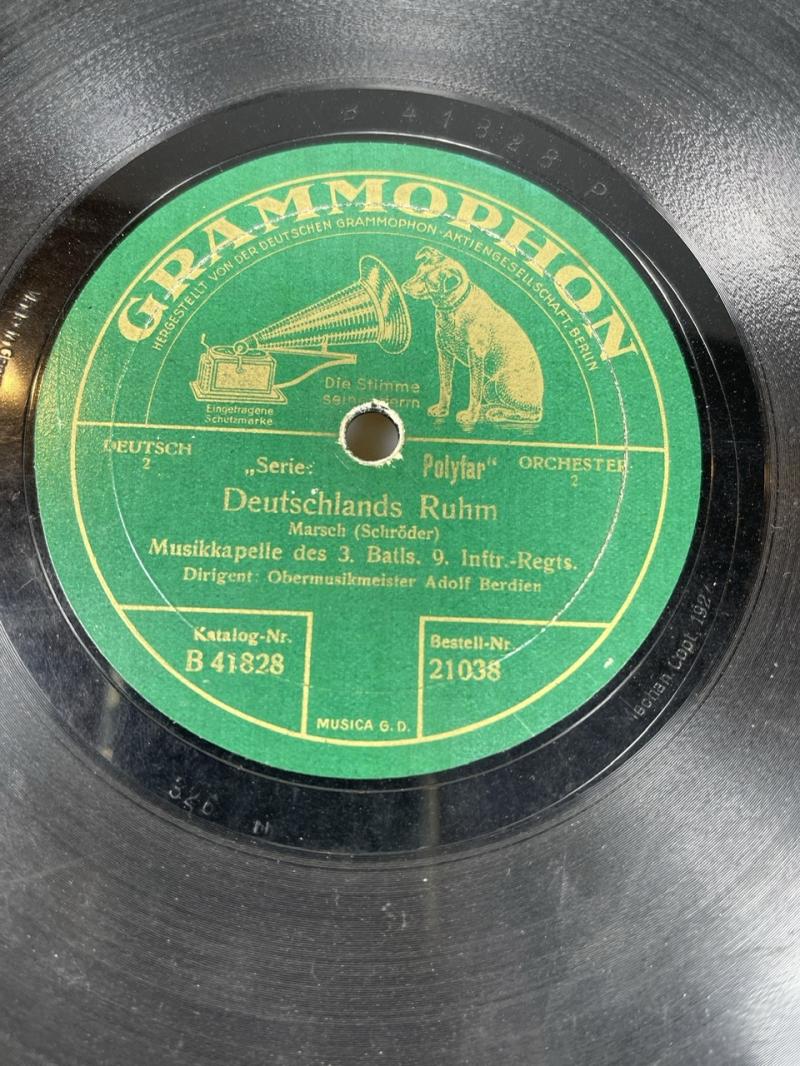 B 41828 P
GRAMMOPHON
HERGESTELLT VON DER DEUTSCHEN GRAMMOPHON-AKTIENGESELLSCHAFT, BERLIN
Die Stimme
Eingetragene
Schutzmarke
DEUTSCH
2
ORCHESTER
2
„Serie: Polyfar“
Deutschlands Ruhm
Marsch (Schröder)
Musikkapelle des 3. Batls. 9. Inftr.-Regts.
Dirigent: Obermusikmeister Adolf Berdien
Katalog-Nr.
B 41828
Bestell-Nr.
21038
MUSICA G. D.
Copt.